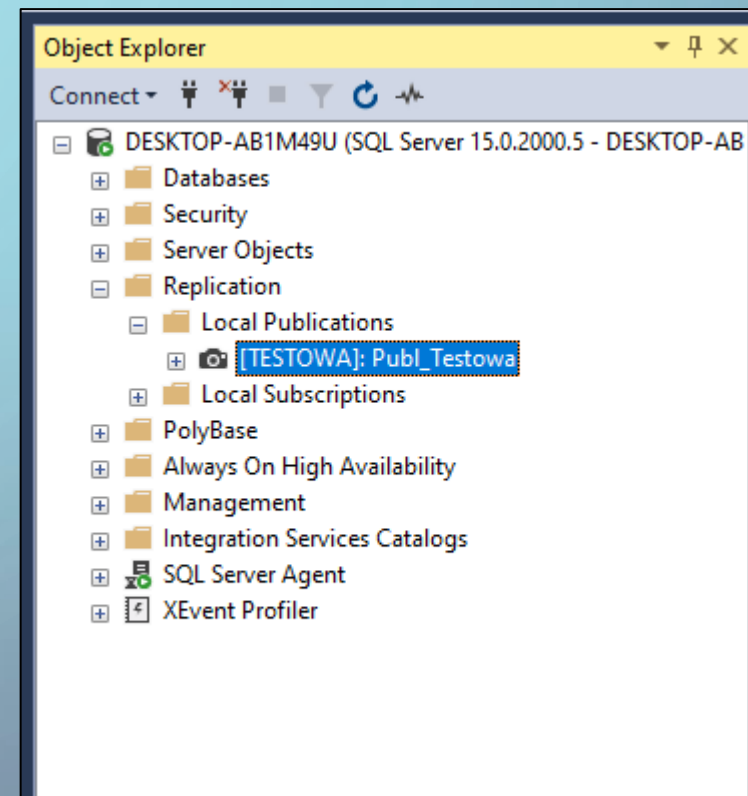 Object Explorer
Connect
DESKTOP-AB1M49U (SQL Server 15.0.2000.5 - DESKTOP-AB
Databases
Security
Server Objects
Replication
Local Publications
[TESTOWA]: Publ_Testowa
Local Subscriptions
PolyBase
Always On High Availability
Management
Integration Services Catalogs
SQL Server Agent
XEvent Profiler